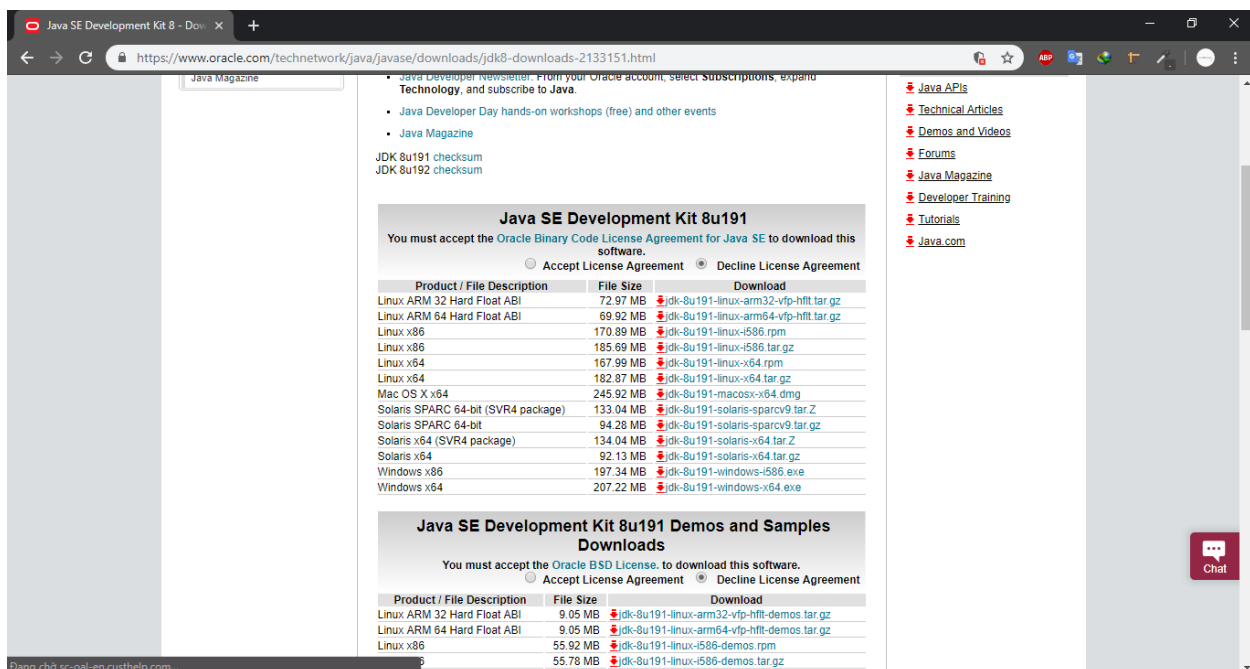 Java SE Development Kit 8 - Dow
https://www.oracle.com/technetwork/java/javase/downloads/jdk8-downloads-2133151.html
ABP
Java Magazine
Java Developer Newsletter: From your Oracle account, select Subscriptions, expand
Technology, and subscribe to Java.
Java Developer Day hands-on workshops (free) and other events
Java Magazine
JDK 8u191 checksum
JDK 8u192 checksum
Java APIs
Technical Articles
Demos and Videos
Forums
Java Magazine
Developer Training
Tutorials
Java.com
Java SE Development Kit 8u191
You must accept the Oracle Binary Code License Agreement for Java SE to download this
software.
Accept License Agreement Decline License Agreement
Product / File Description File Size Download
Linux ARM 32 Hard Float ABI 72.97 MB jdk-8u191-linux-arm32-vfp-hflt.tar.gz
Linux ARM 64 Hard Float ABI 69.92 MB jdk-8u191-linux-arm64-vfp-hflt.tar.gz
Linux x86 170.89 MB jdk-8u191-linux-i586.rpm
Linux x86 185.69 MB jdk-8u191-linux-i586.tar.gz
Linux x64 167.99 MB jdk-8u191-linux-x64.rpm
Linux x64 182.87 MB jdk-8u191-linux-x64.tar.gz
Mac OS X x64 245.92 MB jdk-8u191-macosx-x64.dmg
Solaris SPARC 64-bit (SVR4 package) 133.04 MB jdk-8u191-solaris-sparcv9.tar.Z
Solaris SPARC 64-bit 94.28 MB jdk-8u191-solaris-sparcv9.tar.gz
Solaris x64 (SVR4 package) 134.04 MB jdk-8u191-solaris-x64.tar.Z
Solaris x64 92.13 MB jdk-8u191-solaris-x64.tar.gz
Windows x86 197.34 MB jdk-8u191-windows-i586.exe
Windows x64 207.22 MB jdk-8u191-windows-x64.exe
Java SE Development Kit 8u191 Demos and Samples
Downloads
You must accept the Oracle BSD License. to download this software.
Accept License Agreement Decline License Agreement
Product / File Description File Size Download
Linux ARM 32 Hard Float ABI 9.05 MB jdk-8u191-linux-arm32-vfp-hflt-demos.tar.gz
Linux ARM 64 Hard Float ABI 9.05 MB jdk-8u191-linux-arm64-vfp-hflt-demos.tar.gz
Linux x86 55.92 MB jdk-8u191-linux-i586-demos.rpm
6 55.78 MB jdk-8u191-linux-i586-demos.tar.gz
Chat
Đang chờ sc-oal-en.custhelp.com...